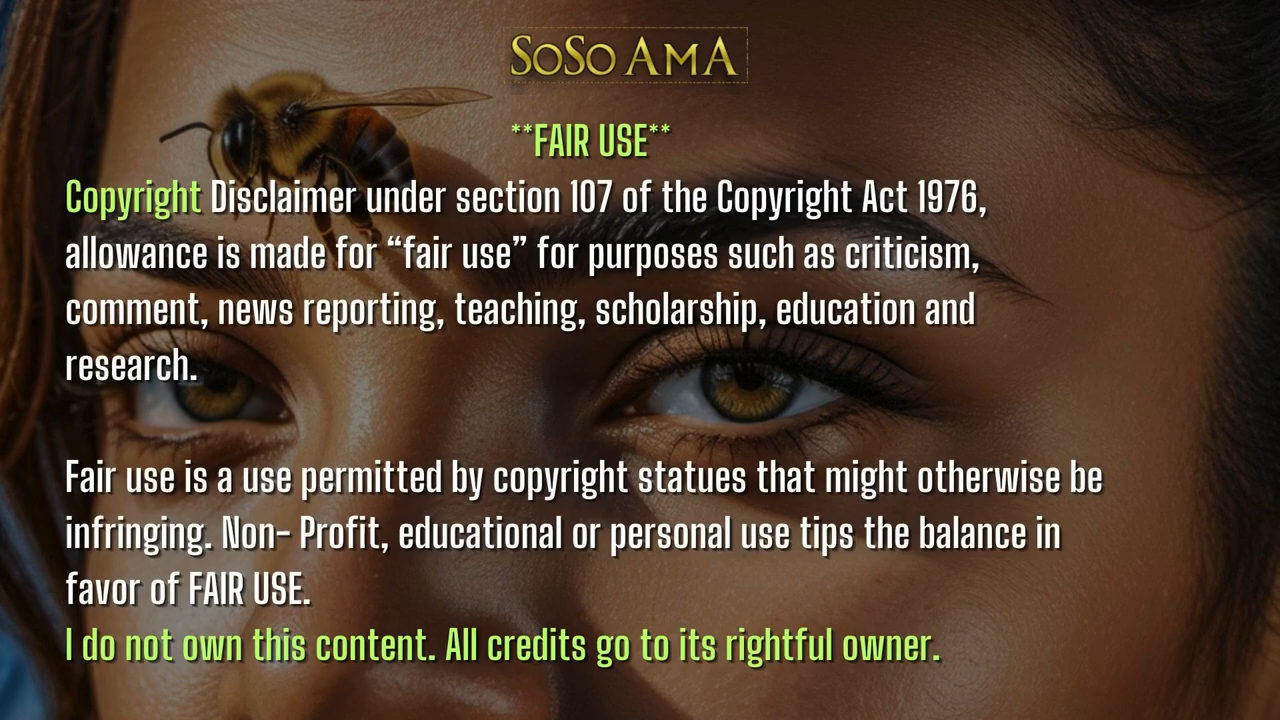 SoSo AmA
**FAIR USE**
Copyright Disclaimer under section 107 of the Copyright Act 1976,
allowance is made for “fair use” for purposes such as criticism,
comment, news reporting, teaching, scholarship, education and
research.
Fair use is a use permitted by copyright statues that might otherwise be
infringing. Non- Profit, educational or personal use tips the balance in
favor of FAIR USE.
I do not own this content. All credits go to its rightful owner.